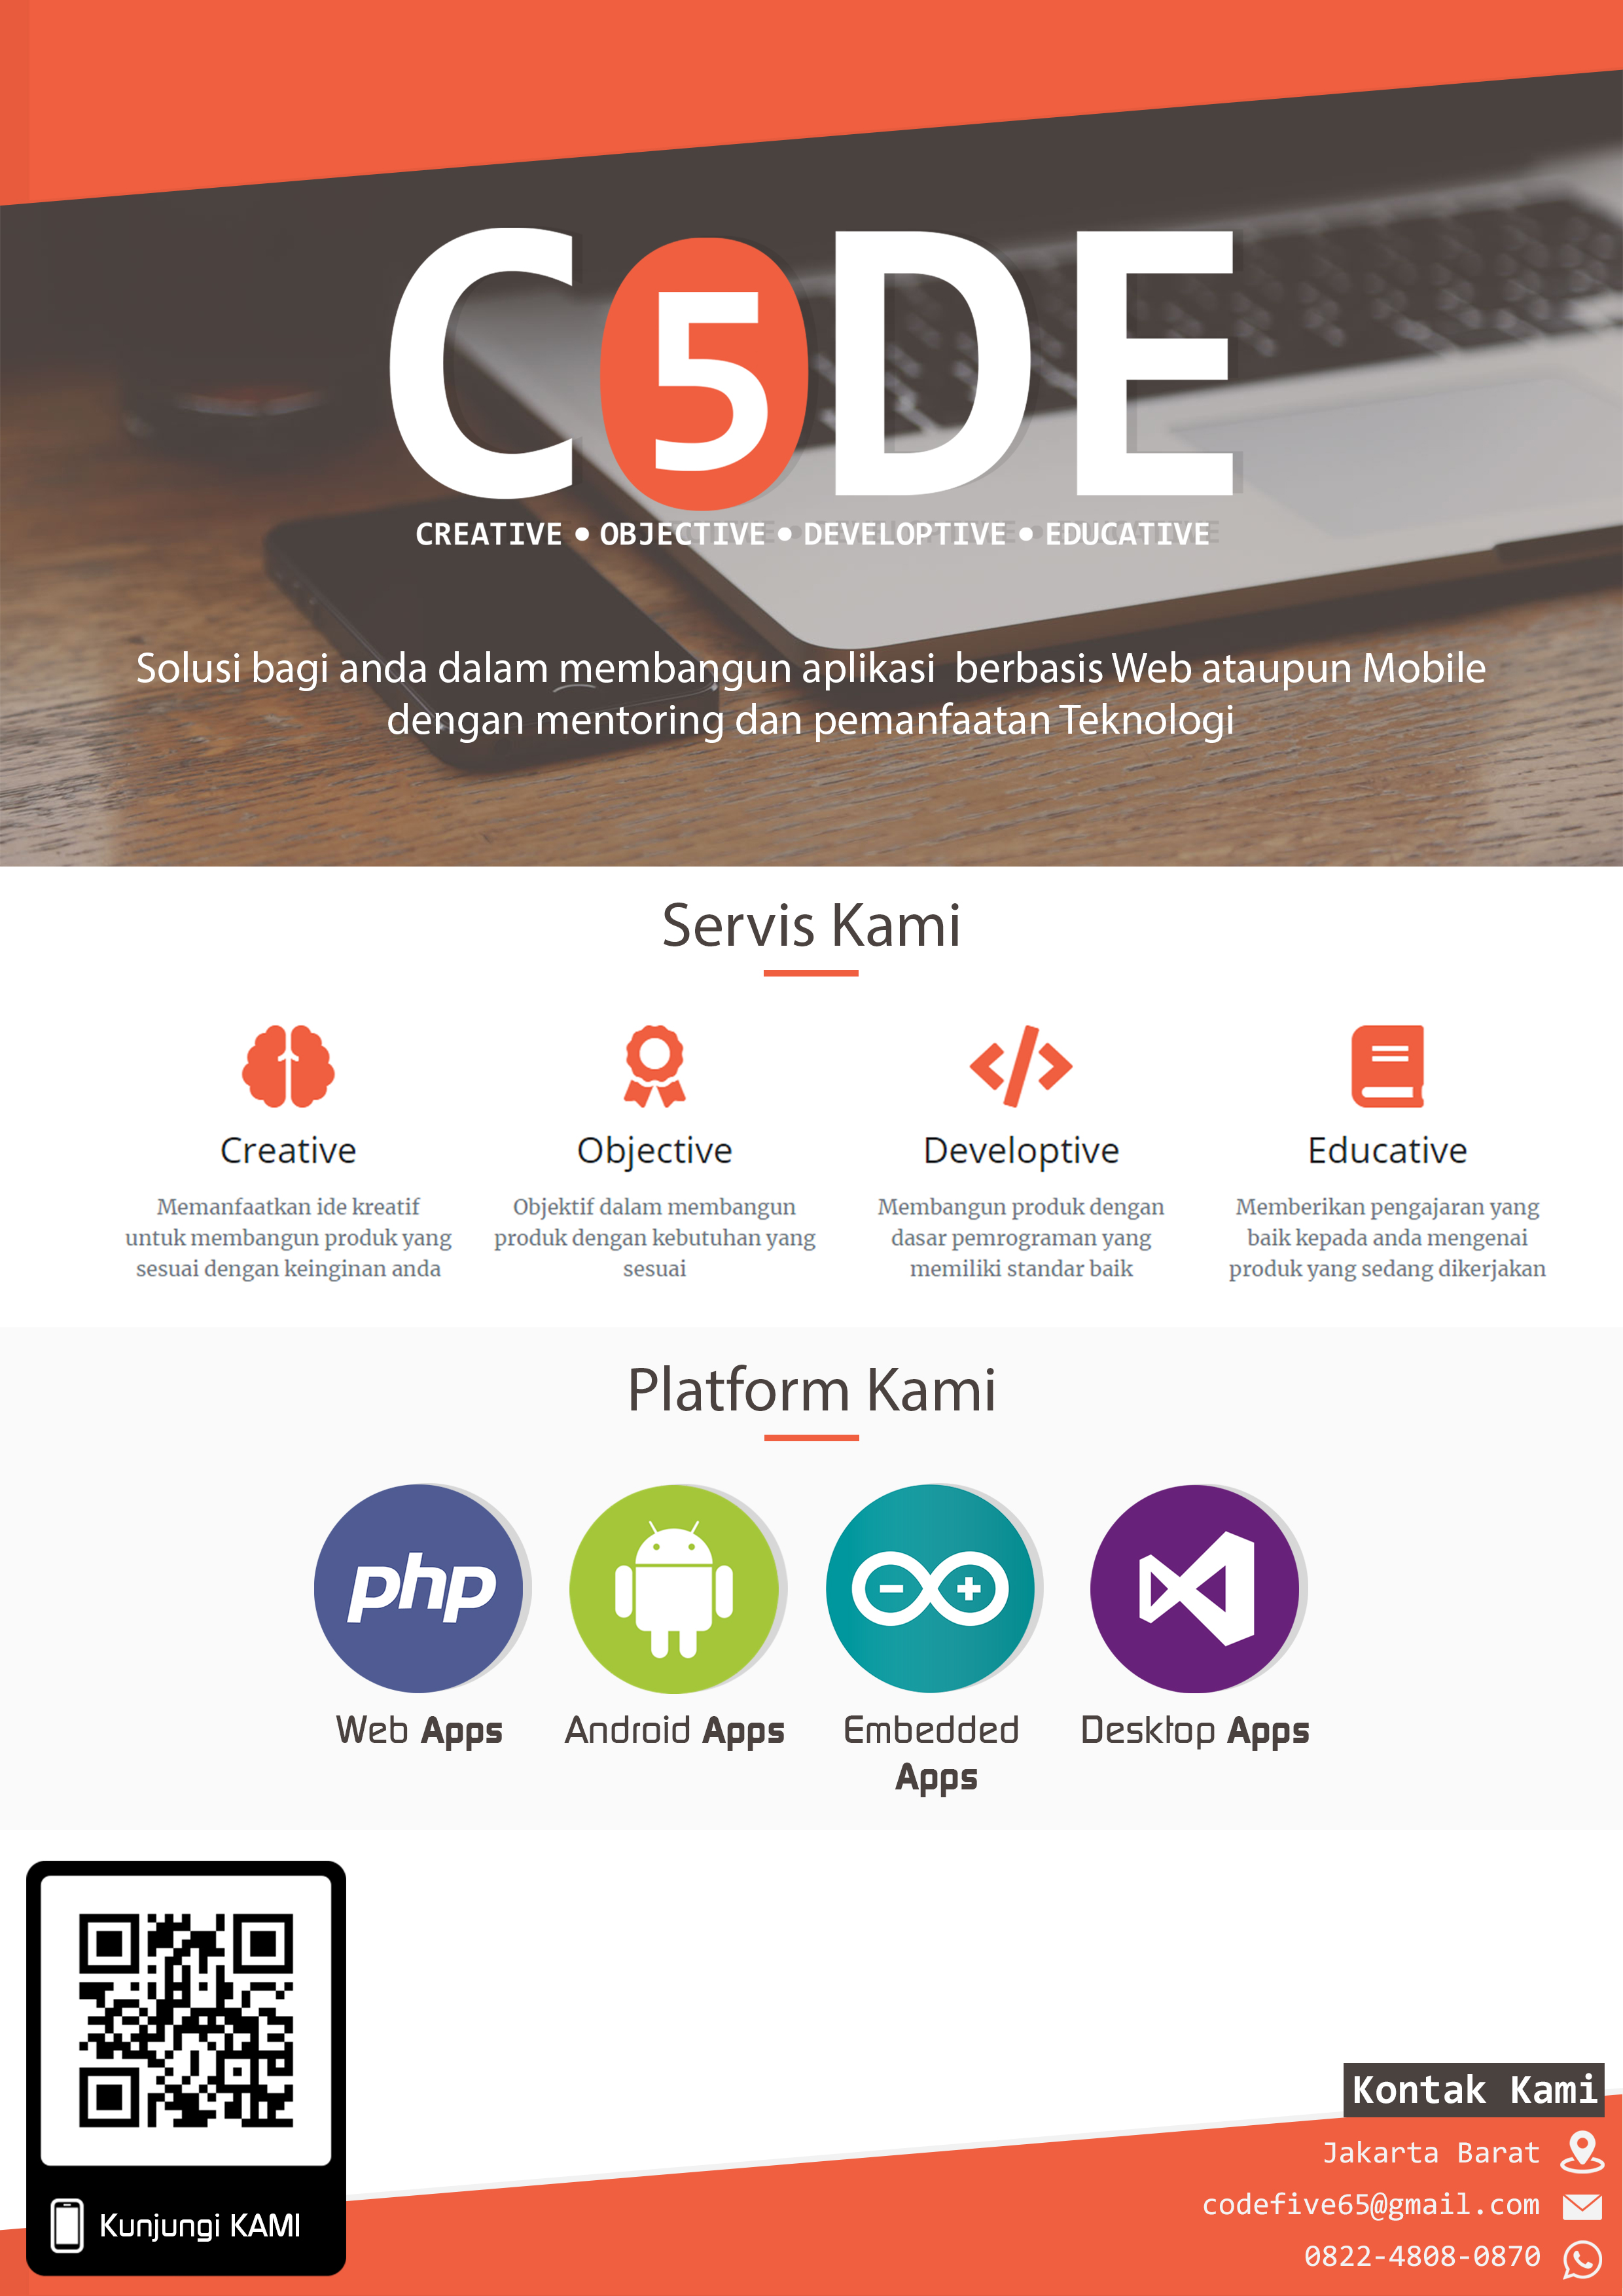 C5DE
CREATIVE • OBJECTIVE • DEVELOPTIVE • EDUCATIVE
Solusi bagi anda dalam membangun aplikasi berbasis Web ataupun Mobile
dengan mentoring dan pemanfaatan Teknologi
Servis Kami
Creative
Memanfaatkan ide kreatif
untuk membangun produk yang
sesuai dengan keinginan anda
Objective
Objektif dalam membangun
produk dengan kebutuhan yang
sesuai
Developtive
Membangun produk dengan
dasar pemrograman yang
memiliki standar baik
Educative
Memberikan pengajaran yang
baik kepada anda mengenai
produk yang sedang dikerjakan
Platform Kami
php
Web Apps
Android Apps
Embedded
Apps
Desktop Apps
Kunjungi KAMI
Kontak Kami
Jakarta Barat
codefive65@gmail.com
0822-4808-0870